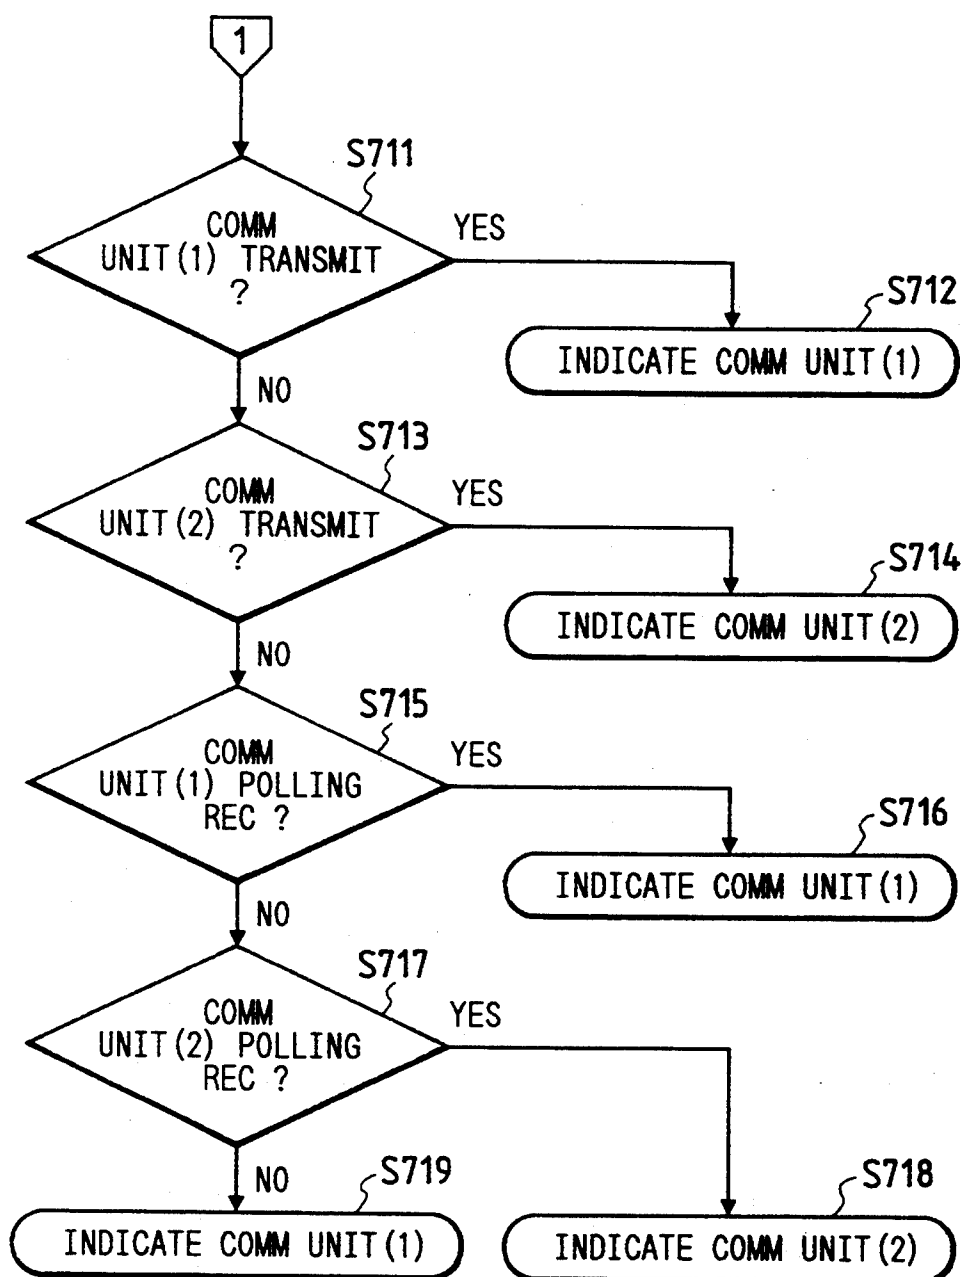 1
S711
COMM
UNIT(1) TRANSMIT
?
YES
S712
INDICATE COMM UNIT(1)
NO
S713
COMM
UNIT(2) TRANSMIT
?
YES
S714
INDICATE COMM UNIT(2)
NO
S715
COMM
UNIT(1) POLLING
REC ?
YES
S716
INDICATE COMM UNIT(1)
NO
S717
COMM
UNIT(2) POLLING
REC ?
YES
NO
S719
INDICATE COMM UNIT(1)
S718
INDICATE COMM UNIT(2)